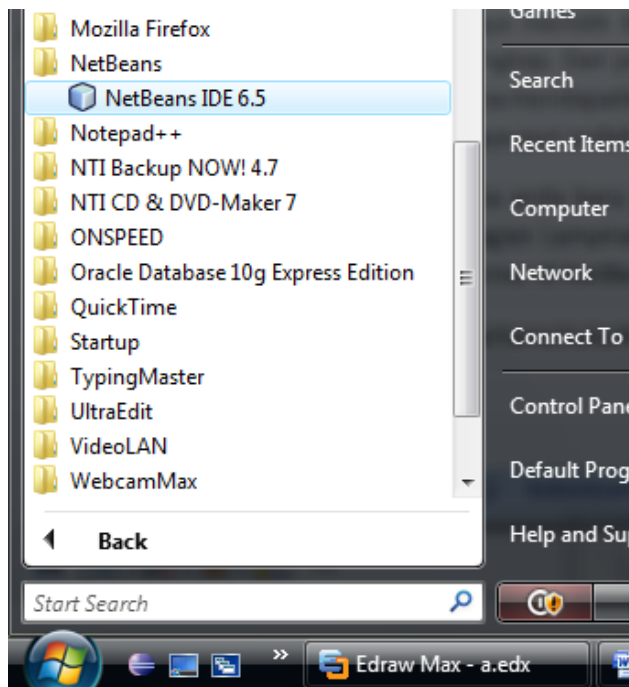 Mozilla Firefox
NetBeans
NetBeans IDE 6.5
Notepad++
NTI Backup NOW! 4.7
NTI CD & DVD-Maker 7
ONSPEED
Oracle Database 10g Express Edition
QuickTime
Startup
TypingMaster
UltraEdit
VideoLAN
WebcamMax
Back
Start Search
Games
Search
Recent Items
Computer
Network
Connect To
Control Pane
Default Prog
Help and Su
Edraw Max - a.edx